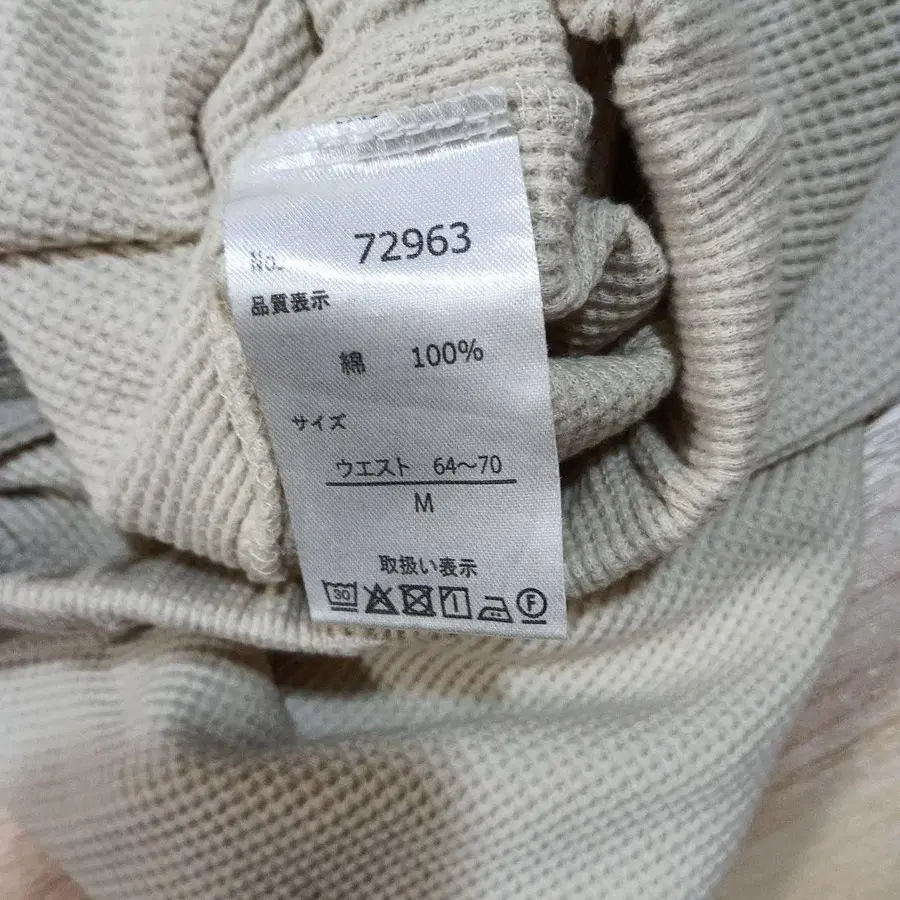 No. 72963
品質表示
綿 100%
サイズ
ウエスト 64～70
M
取扱い表示
30 F